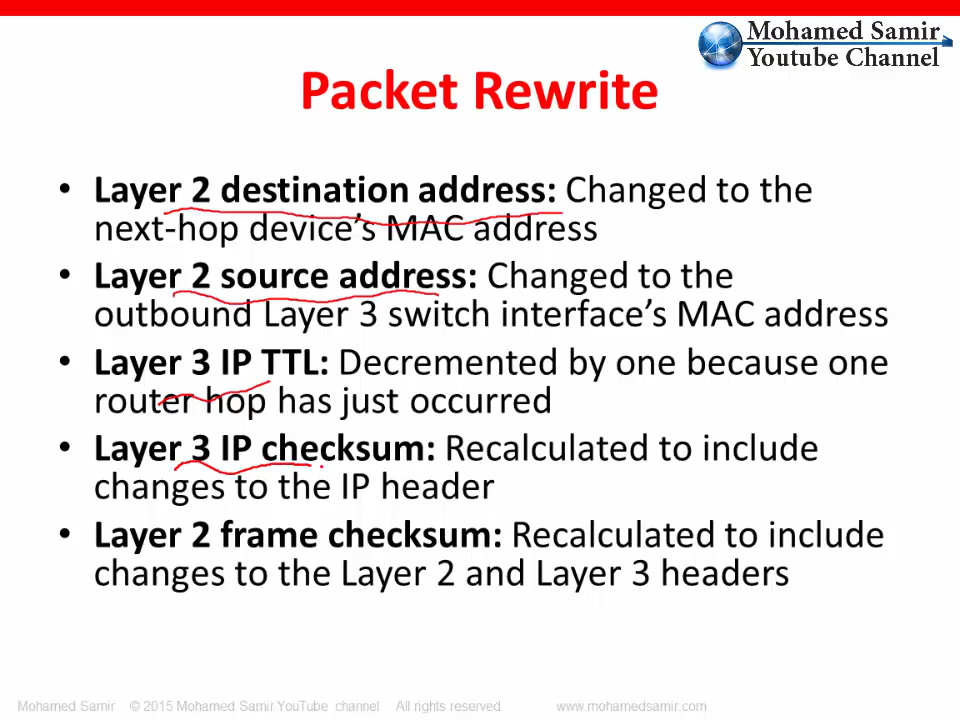 Mohamed Samir
Youtube Channel
Packet Rewrite
• Layer 2 destination address: Changed to the
next-hop device's MAC address
• Layer 2 source address: Changed to the
outbound Layer 3 switch interface's MAC address
• Layer 3 IP TTL: Decremented by one because one
router hop has just occurred
• Layer 3 IP checksum: Recalculated to include
changes to the IP header
• Layer 2 frame checksum: Recalculated to include
changes to the Layer 2 and Layer 3 headers
Mohamed Samir © 2015 Mohamed Samir YouTube channel All rights reserved www.mohamedsamir.com